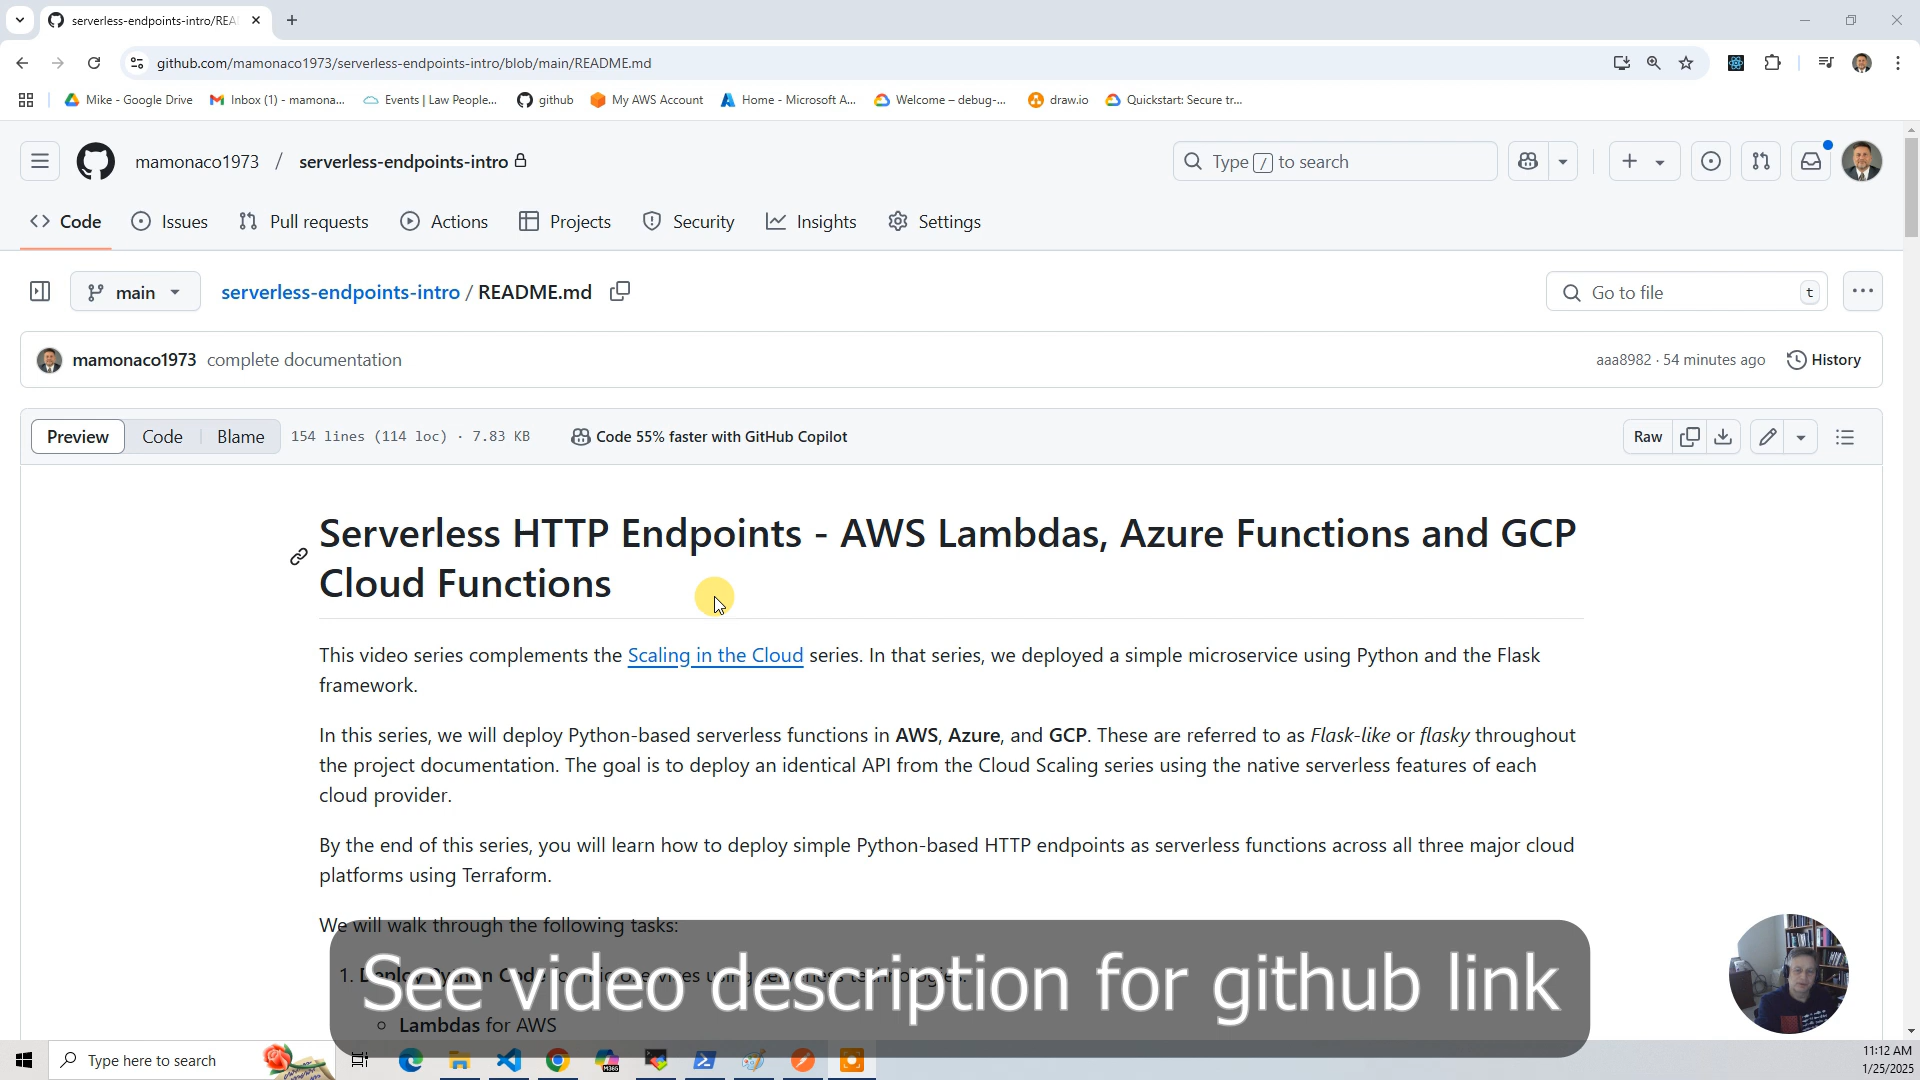 serverless-endpoints-intro/REA
github.com/mamonaco1973/serverless-endpoints-intro/blob/main/README.md
Mike - Google Drive
Inbox (1) - mamona...
Events | Law People...
github
My AWS Account
Home - Microsoft A...
Welcome – debug-...
draw.io
Quickstart: Secure tr...
mamonaco1973 / serverless-endpoints-intro
Type / to search
Code
Issues
Pull requests
Actions
Projects
Security
Insights
Settings
main
serverless-endpoints-intro / README.md
Go to file
t
mamonaco1973 complete documentation
aaa8982 · 54 minutes ago
History
Preview
Code
Blame
154 lines (114 loc) · 7.83 KB
Code 55% faster with GitHub Copilot
Raw
Serverless HTTP Endpoints - AWS Lambdas, Azure Functions and GCP
Cloud Functions
This video series complements the Scaling in the Cloud series. In that series, we deployed a simple microservice using Python and the Flask
framework.
In this series, we will deploy Python-based serverless functions in AWS, Azure, and GCP. These are referred to as Flask-like or flasky throughout
the project documentation. The goal is to deploy an identical API from the Cloud Scaling series using the native serverless features of each
cloud provider.
By the end of this series, you will learn how to deploy simple Python-based HTTP endpoints as serverless functions across all three major cloud
platforms using Terraform.
We will walk through the following tasks:
1. Deploy Python Code for microservices using serverless technologies.
See video description for github link
Lambdas for AWS
Type here to search
11:12 AM
1/25/2025